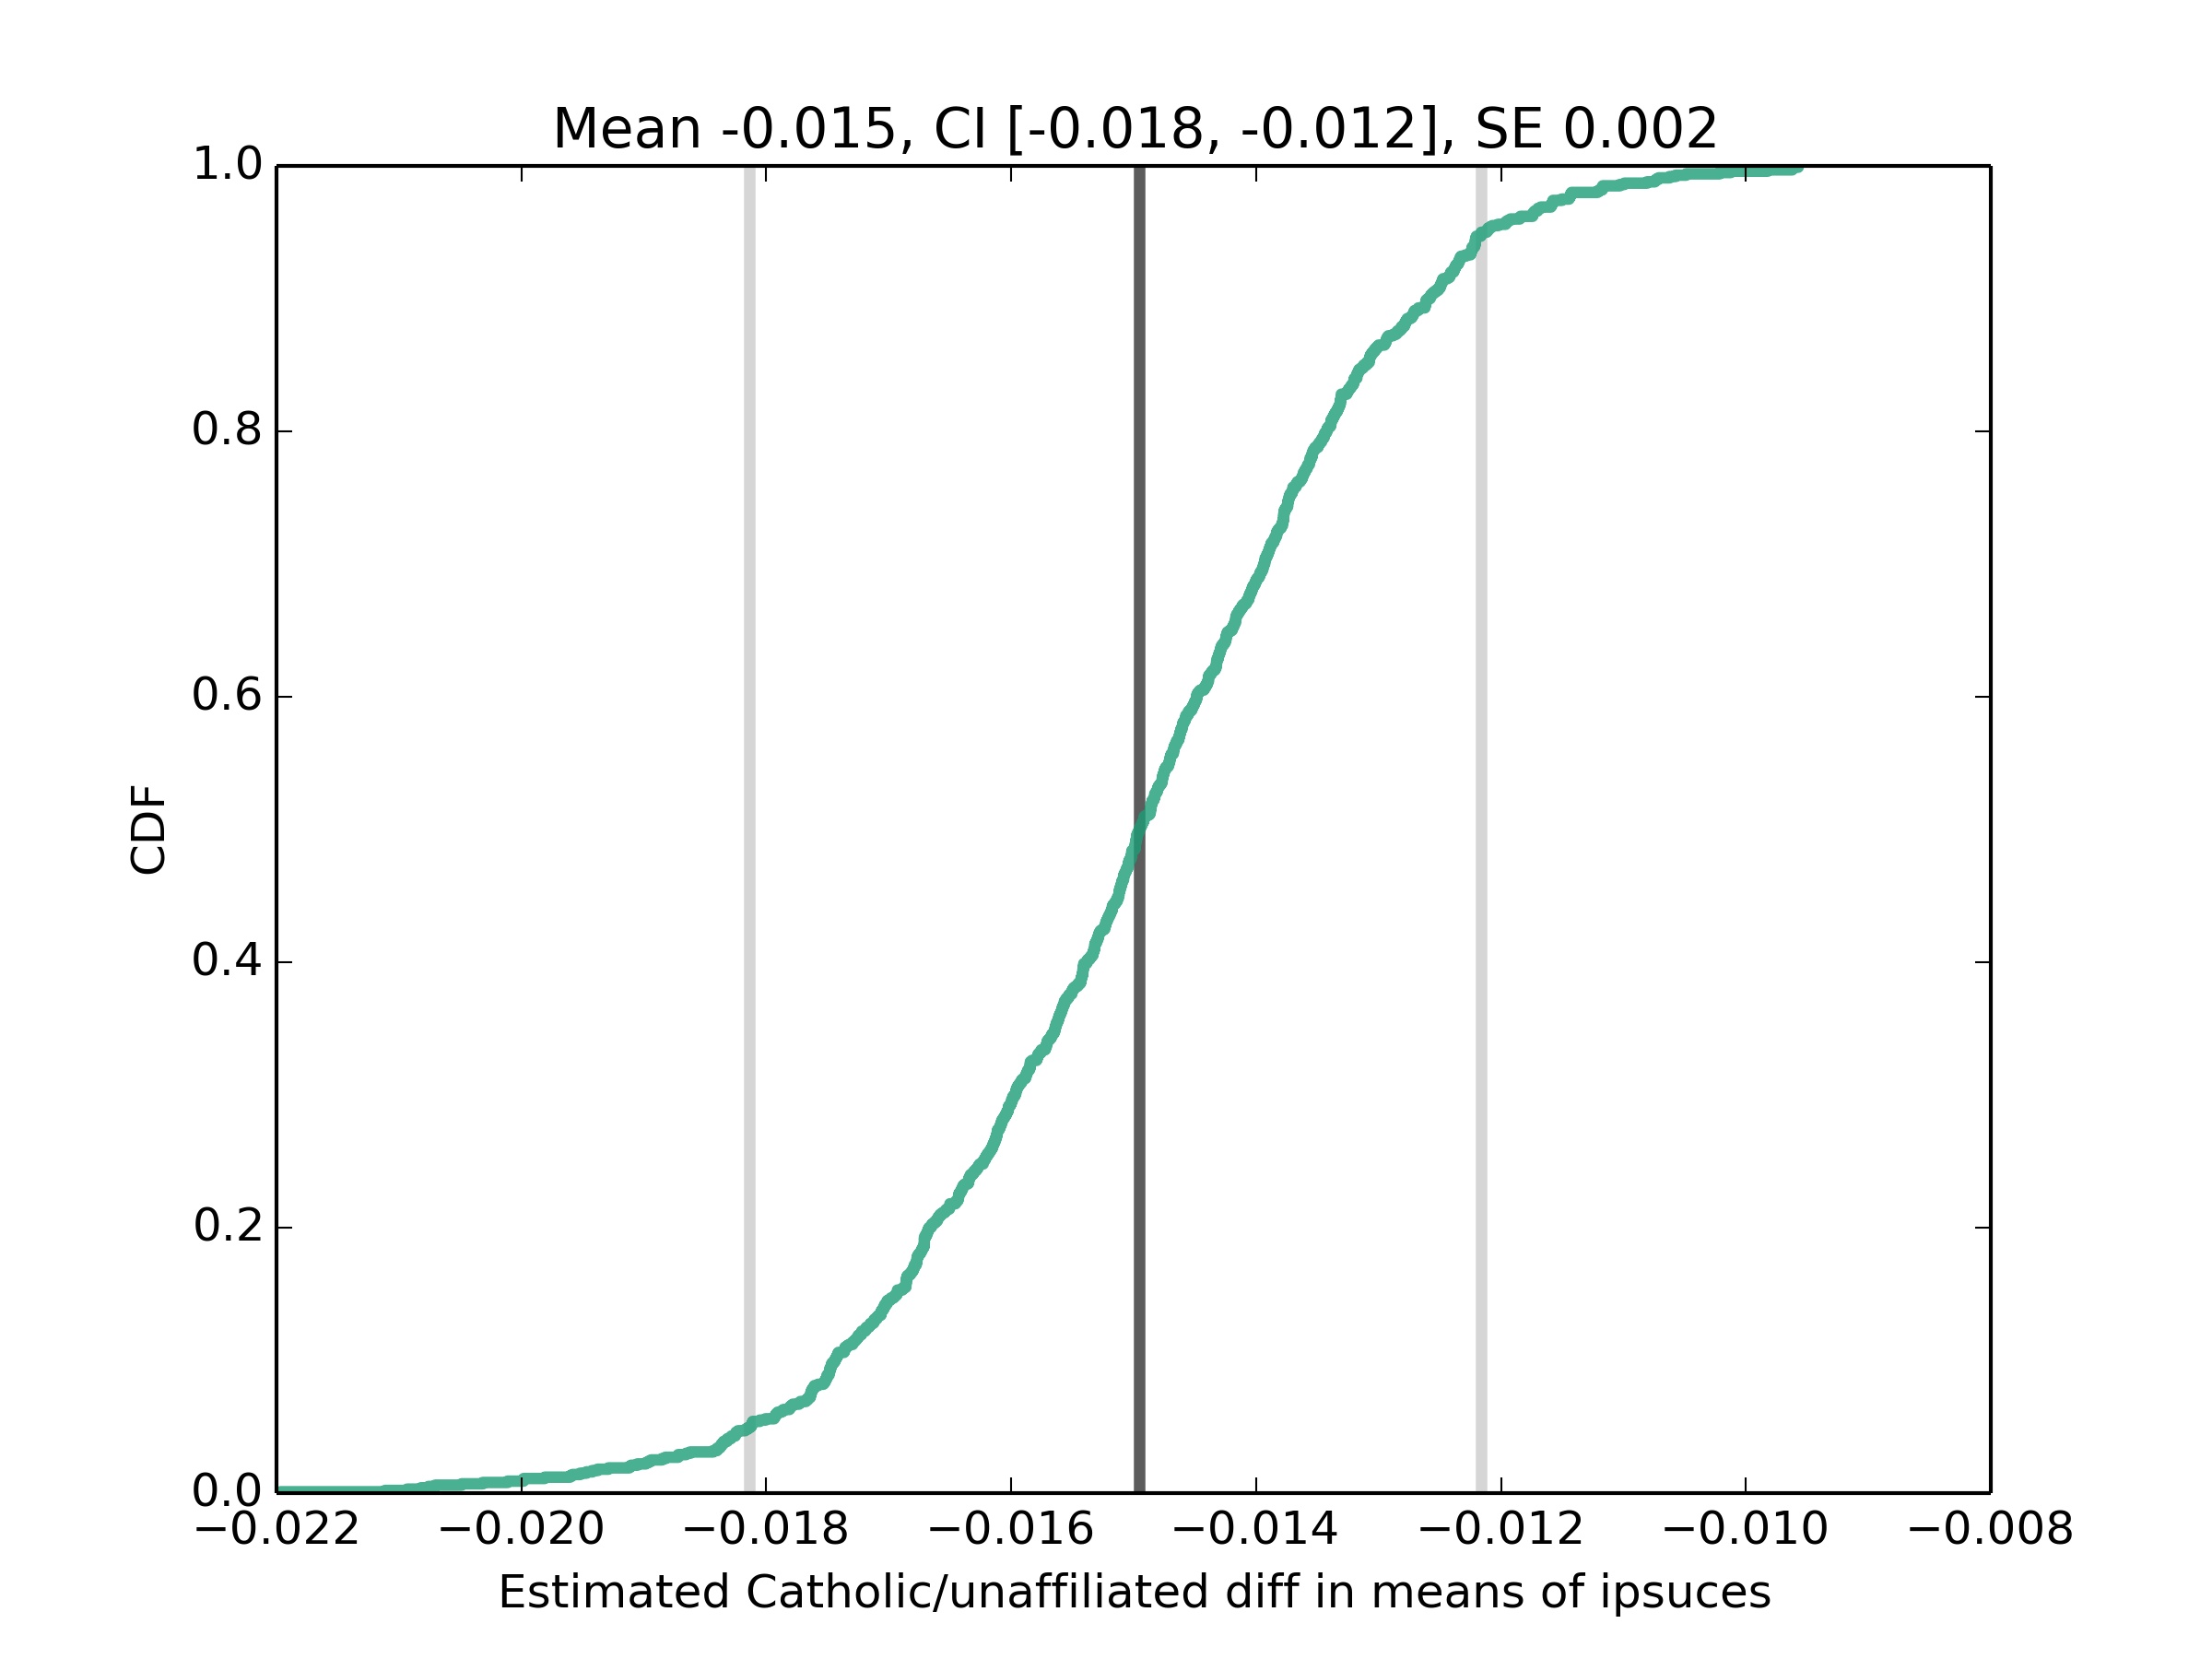 Mean -0.015, CI [-0.018, -0.012], SE 0.002
1.0
0.8
0.6
0.4
0.2
0.0
CDF
−0.022 −0.020 −0.018 −0.016 −0.014 −0.012 −0.010 −0.008
Estimated Catholic/unaffiliated diff in means of ipsuces